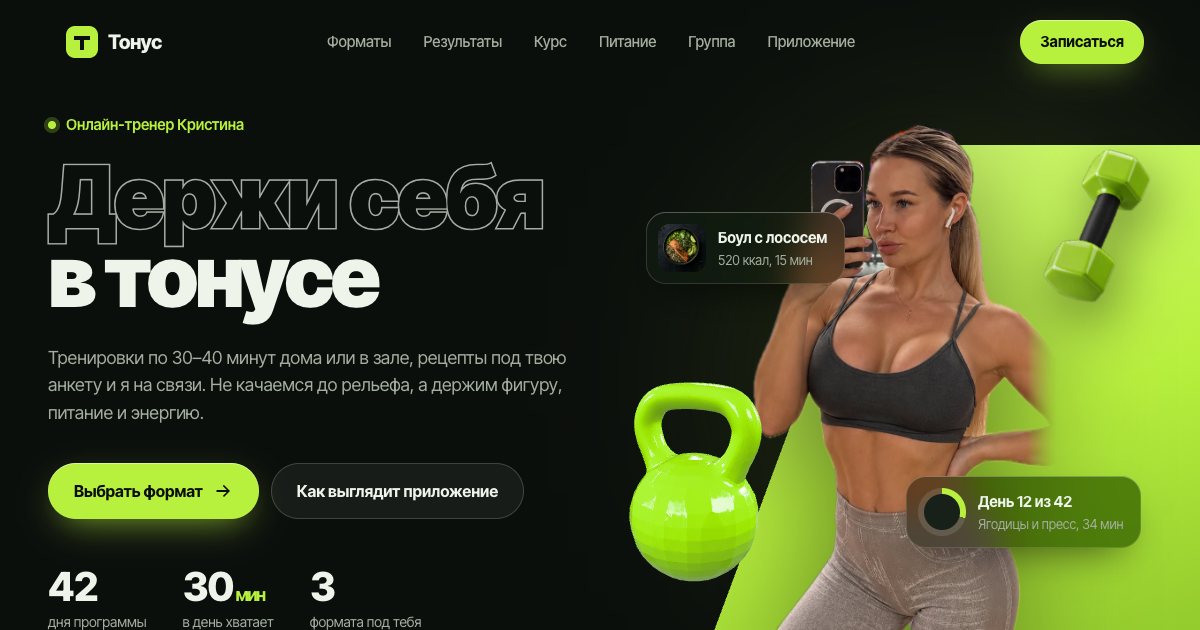 Тонус
Форматы
Результаты
Курс
Питание
Группа
Приложение
Записаться
Онлайн-тренер Кристина
Держи себя
в тонусе
Тренировки по 30–40 минут дома или в зале, рецепты под твою
анкету и я на связи. Не качаемся до рельефа, а держим фигуру,
питание и энергию.
Выбрать формат →
Как выглядит приложение
42
дня программы
30 мин
в день хватает
3
формата под тебя
Боул с лососем
520 ккал, 15 мин
День 12 из 42
Ягодицы и пресс, 34 мин